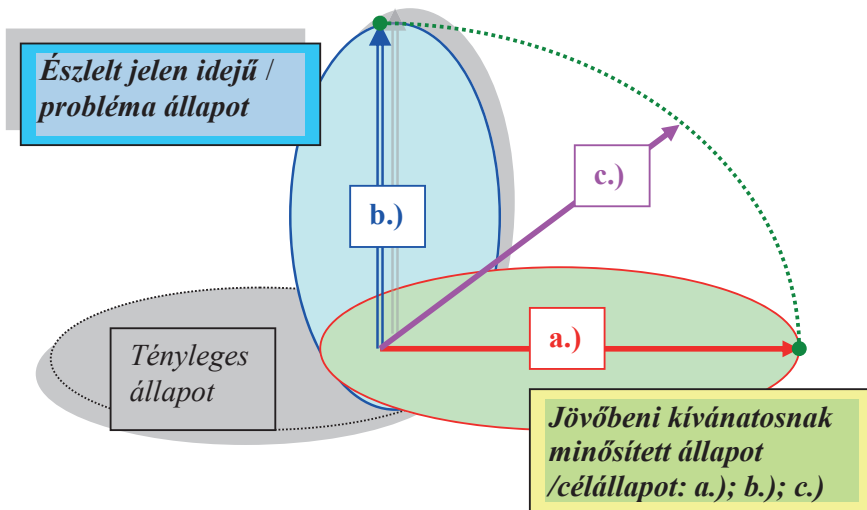 Észlelt jelen idejű /
probléma állapot
c.)
b.)
a.)
Tényleges
állapot
Jövőbeni kívánatosnak
minősített állapot
/célállapot: a.); b.); c.)